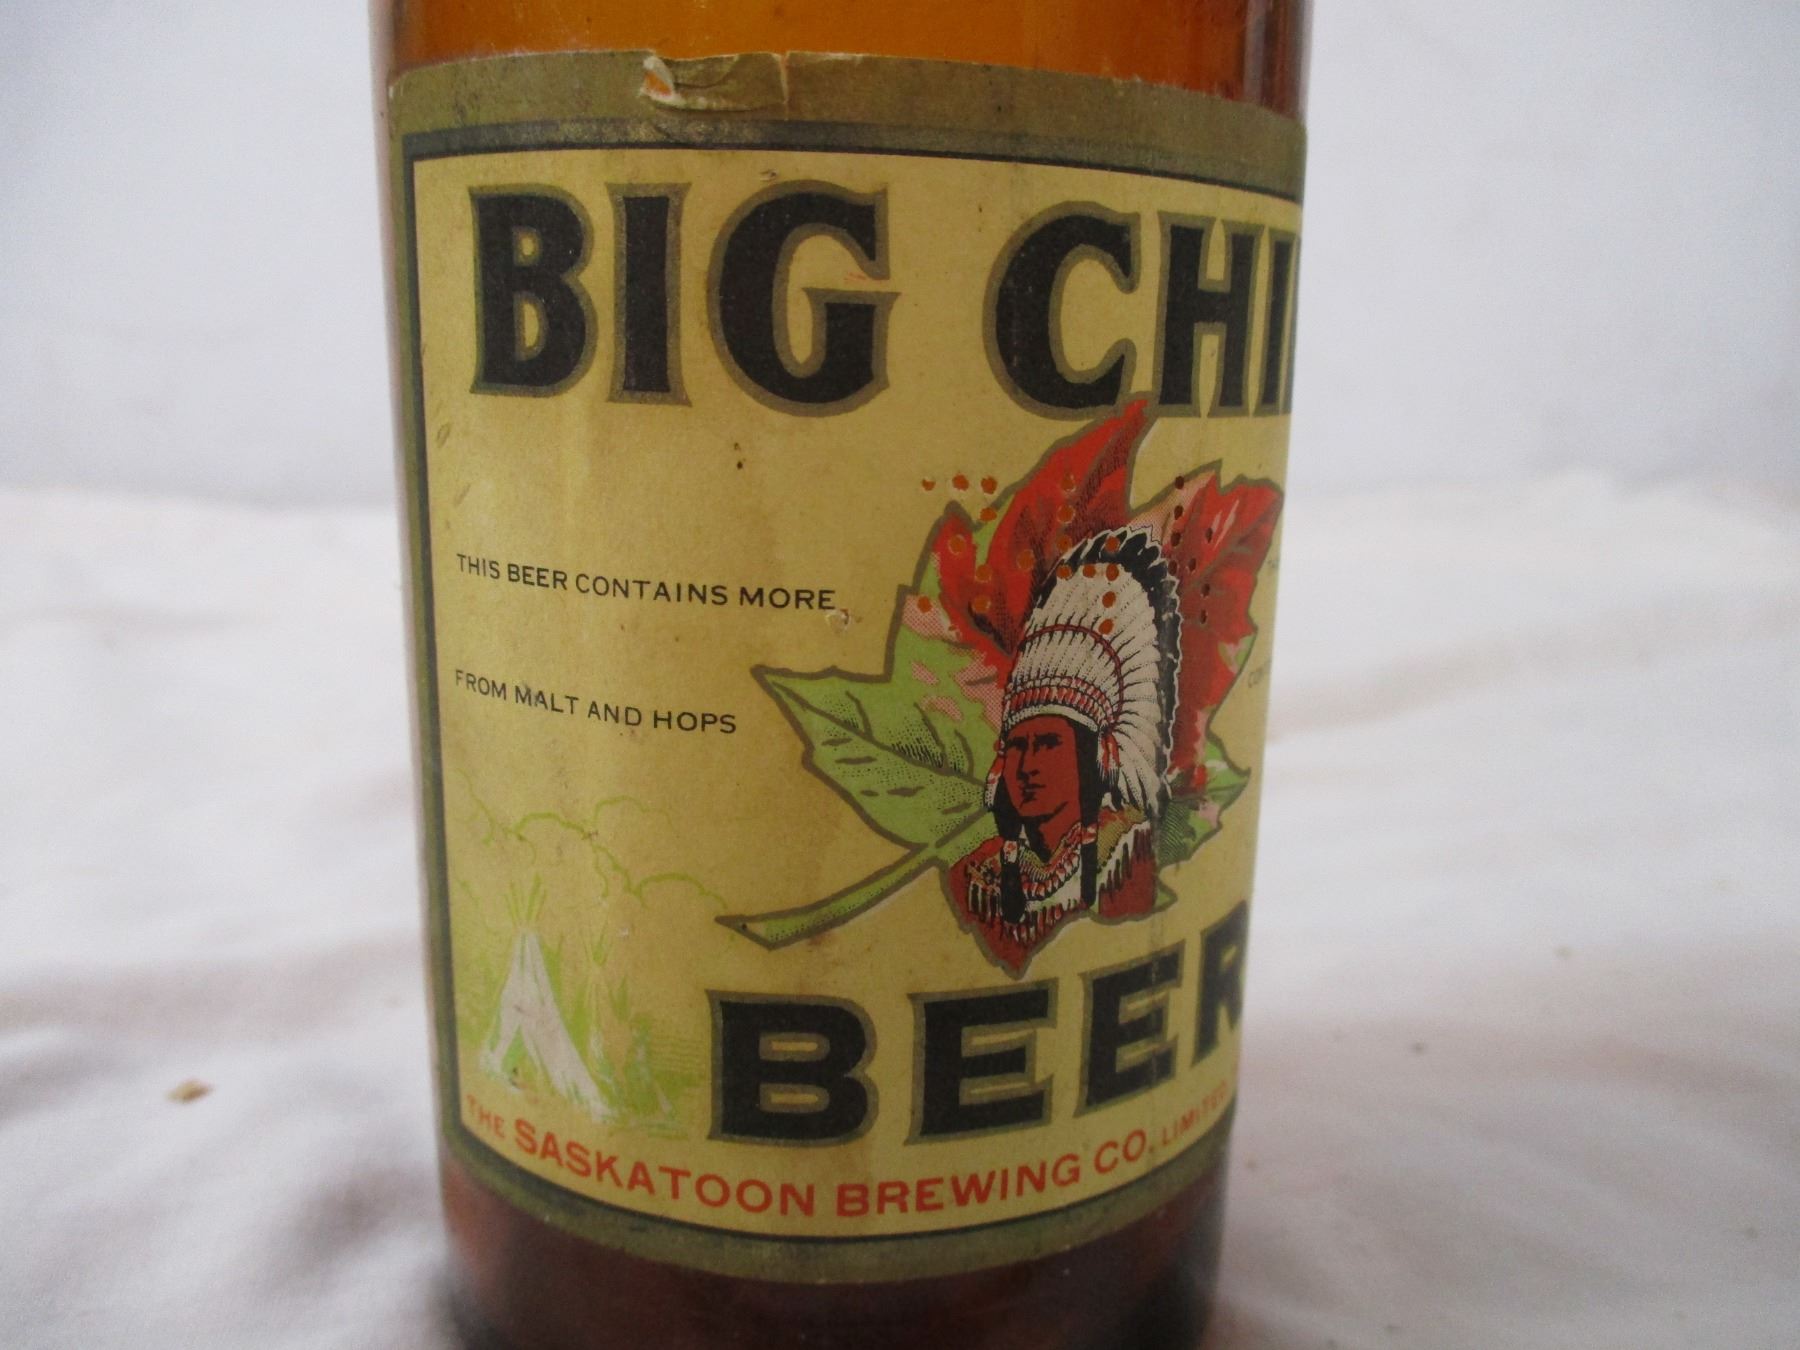 BIG CHI
THIS BEER CONTAINS MORE
FROM MALT AND HOPS
BEER
THE SASKATOON BREWING CO. LIMITED